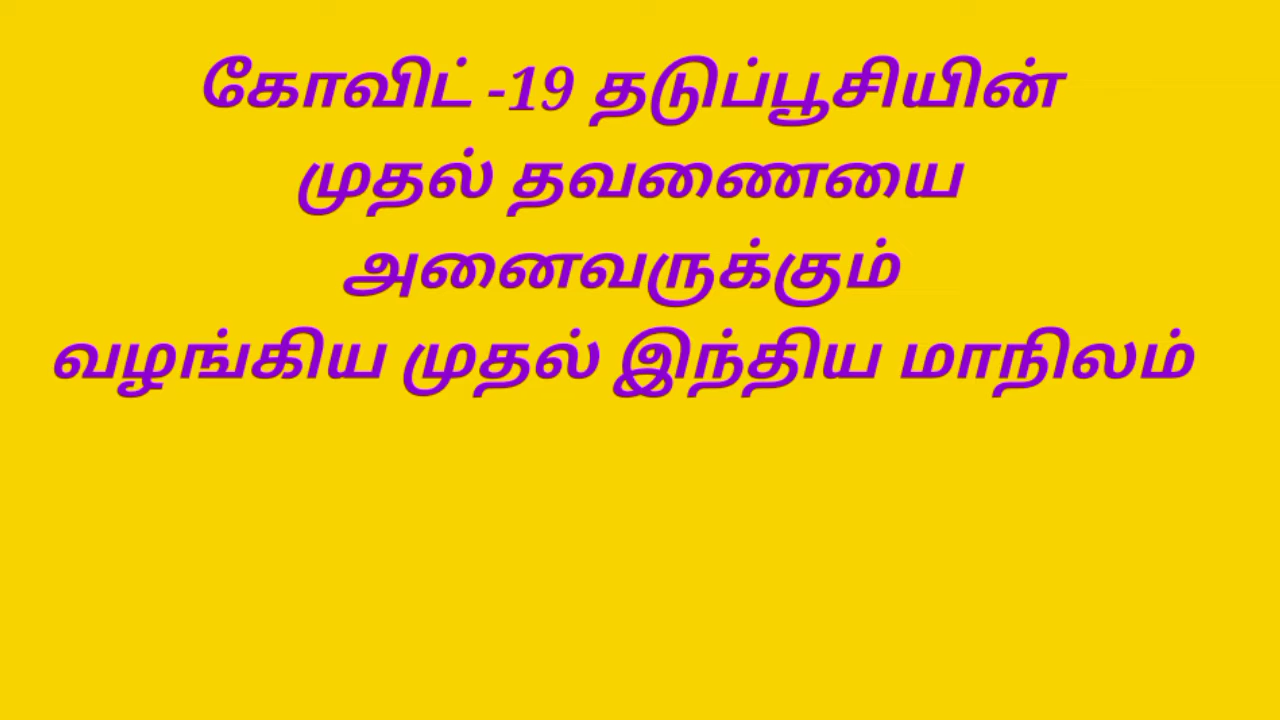 கோவிட் -19 தடுப்பூசியின்
முதல் தவணையை
அனைவருக்கும்
வழங்கிய முதல் இந்திய மாநிலம்